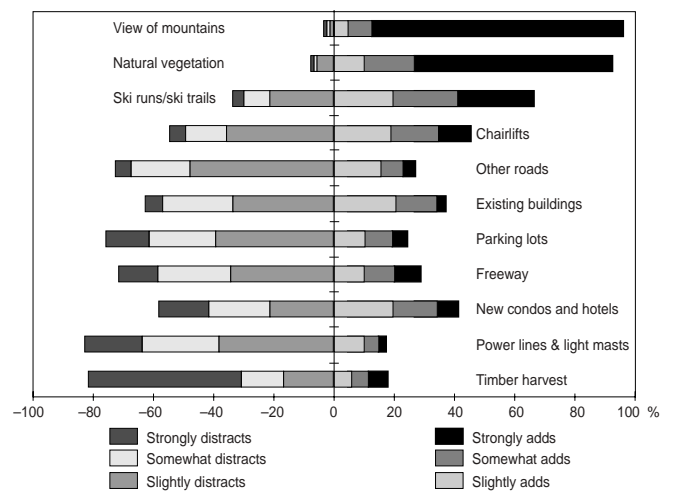 View of mountains
Natural vegetation
Ski runs/ski trails
Chairlifts
Other roads
Existing buildings
Parking lots
Freeway
New condos and hotels
Power lines & light masts
Timber harvest
–100 –80 –60 –40 –20 0 20 40 60 80 100 %
Strongly distracts Strongly adds
Somewhat distracts Somewhat adds
Slightly distracts Slightly adds